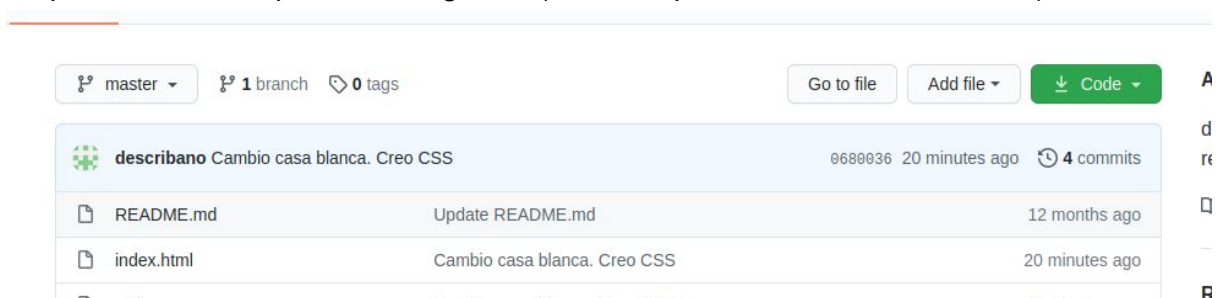 master 1 branch 0 tags Go to file Add file Code
describano Cambio casa blanca. Creo CSS 0680036 20 minutes ago 4 commits
README.md Update README.md 12 months ago
index.html Cambio casa blanca. Creo CSS 20 minutes ago